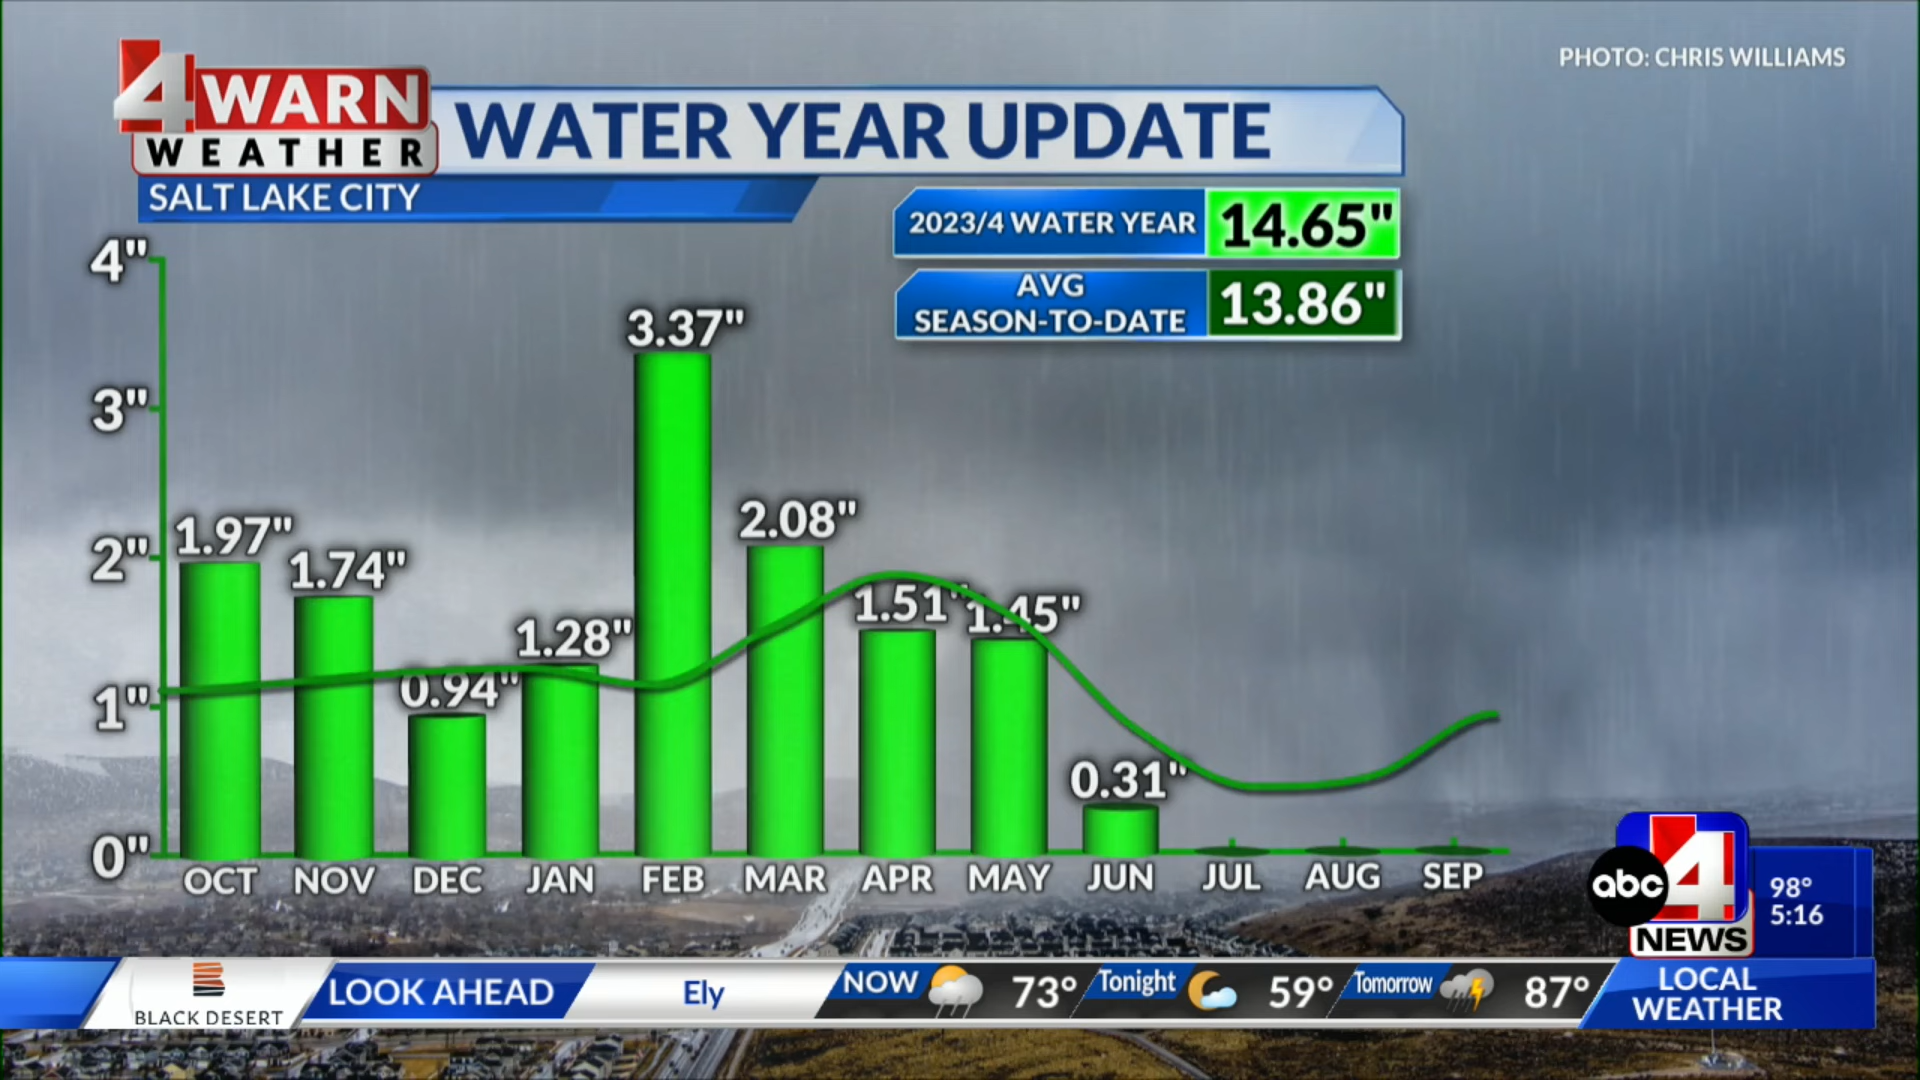 PHOTO: CHRIS WILLIAMS
4 WARN
WEATHER
WATER YEAR UPDATE
SALT LAKE CITY
2023/4 WATER YEAR 14.65"
AVG
SEASON-TO-DATE 13.86"
4"
3"
2"
1"
0"
1.97"
1.74"
0.94"
1.28"
3.37"
2.08"
1.51"
1.45"
0.31"
OCT NOV DEC JAN FEB MAR APR MAY JUN JUL AUG SEP
abc 4
NEWS
98°
5:16
BLACK DESERT
LOOK AHEAD
Ely
NOW 73°
Tonight 59°
Tomorrow 87°
LOCAL
WEATHER